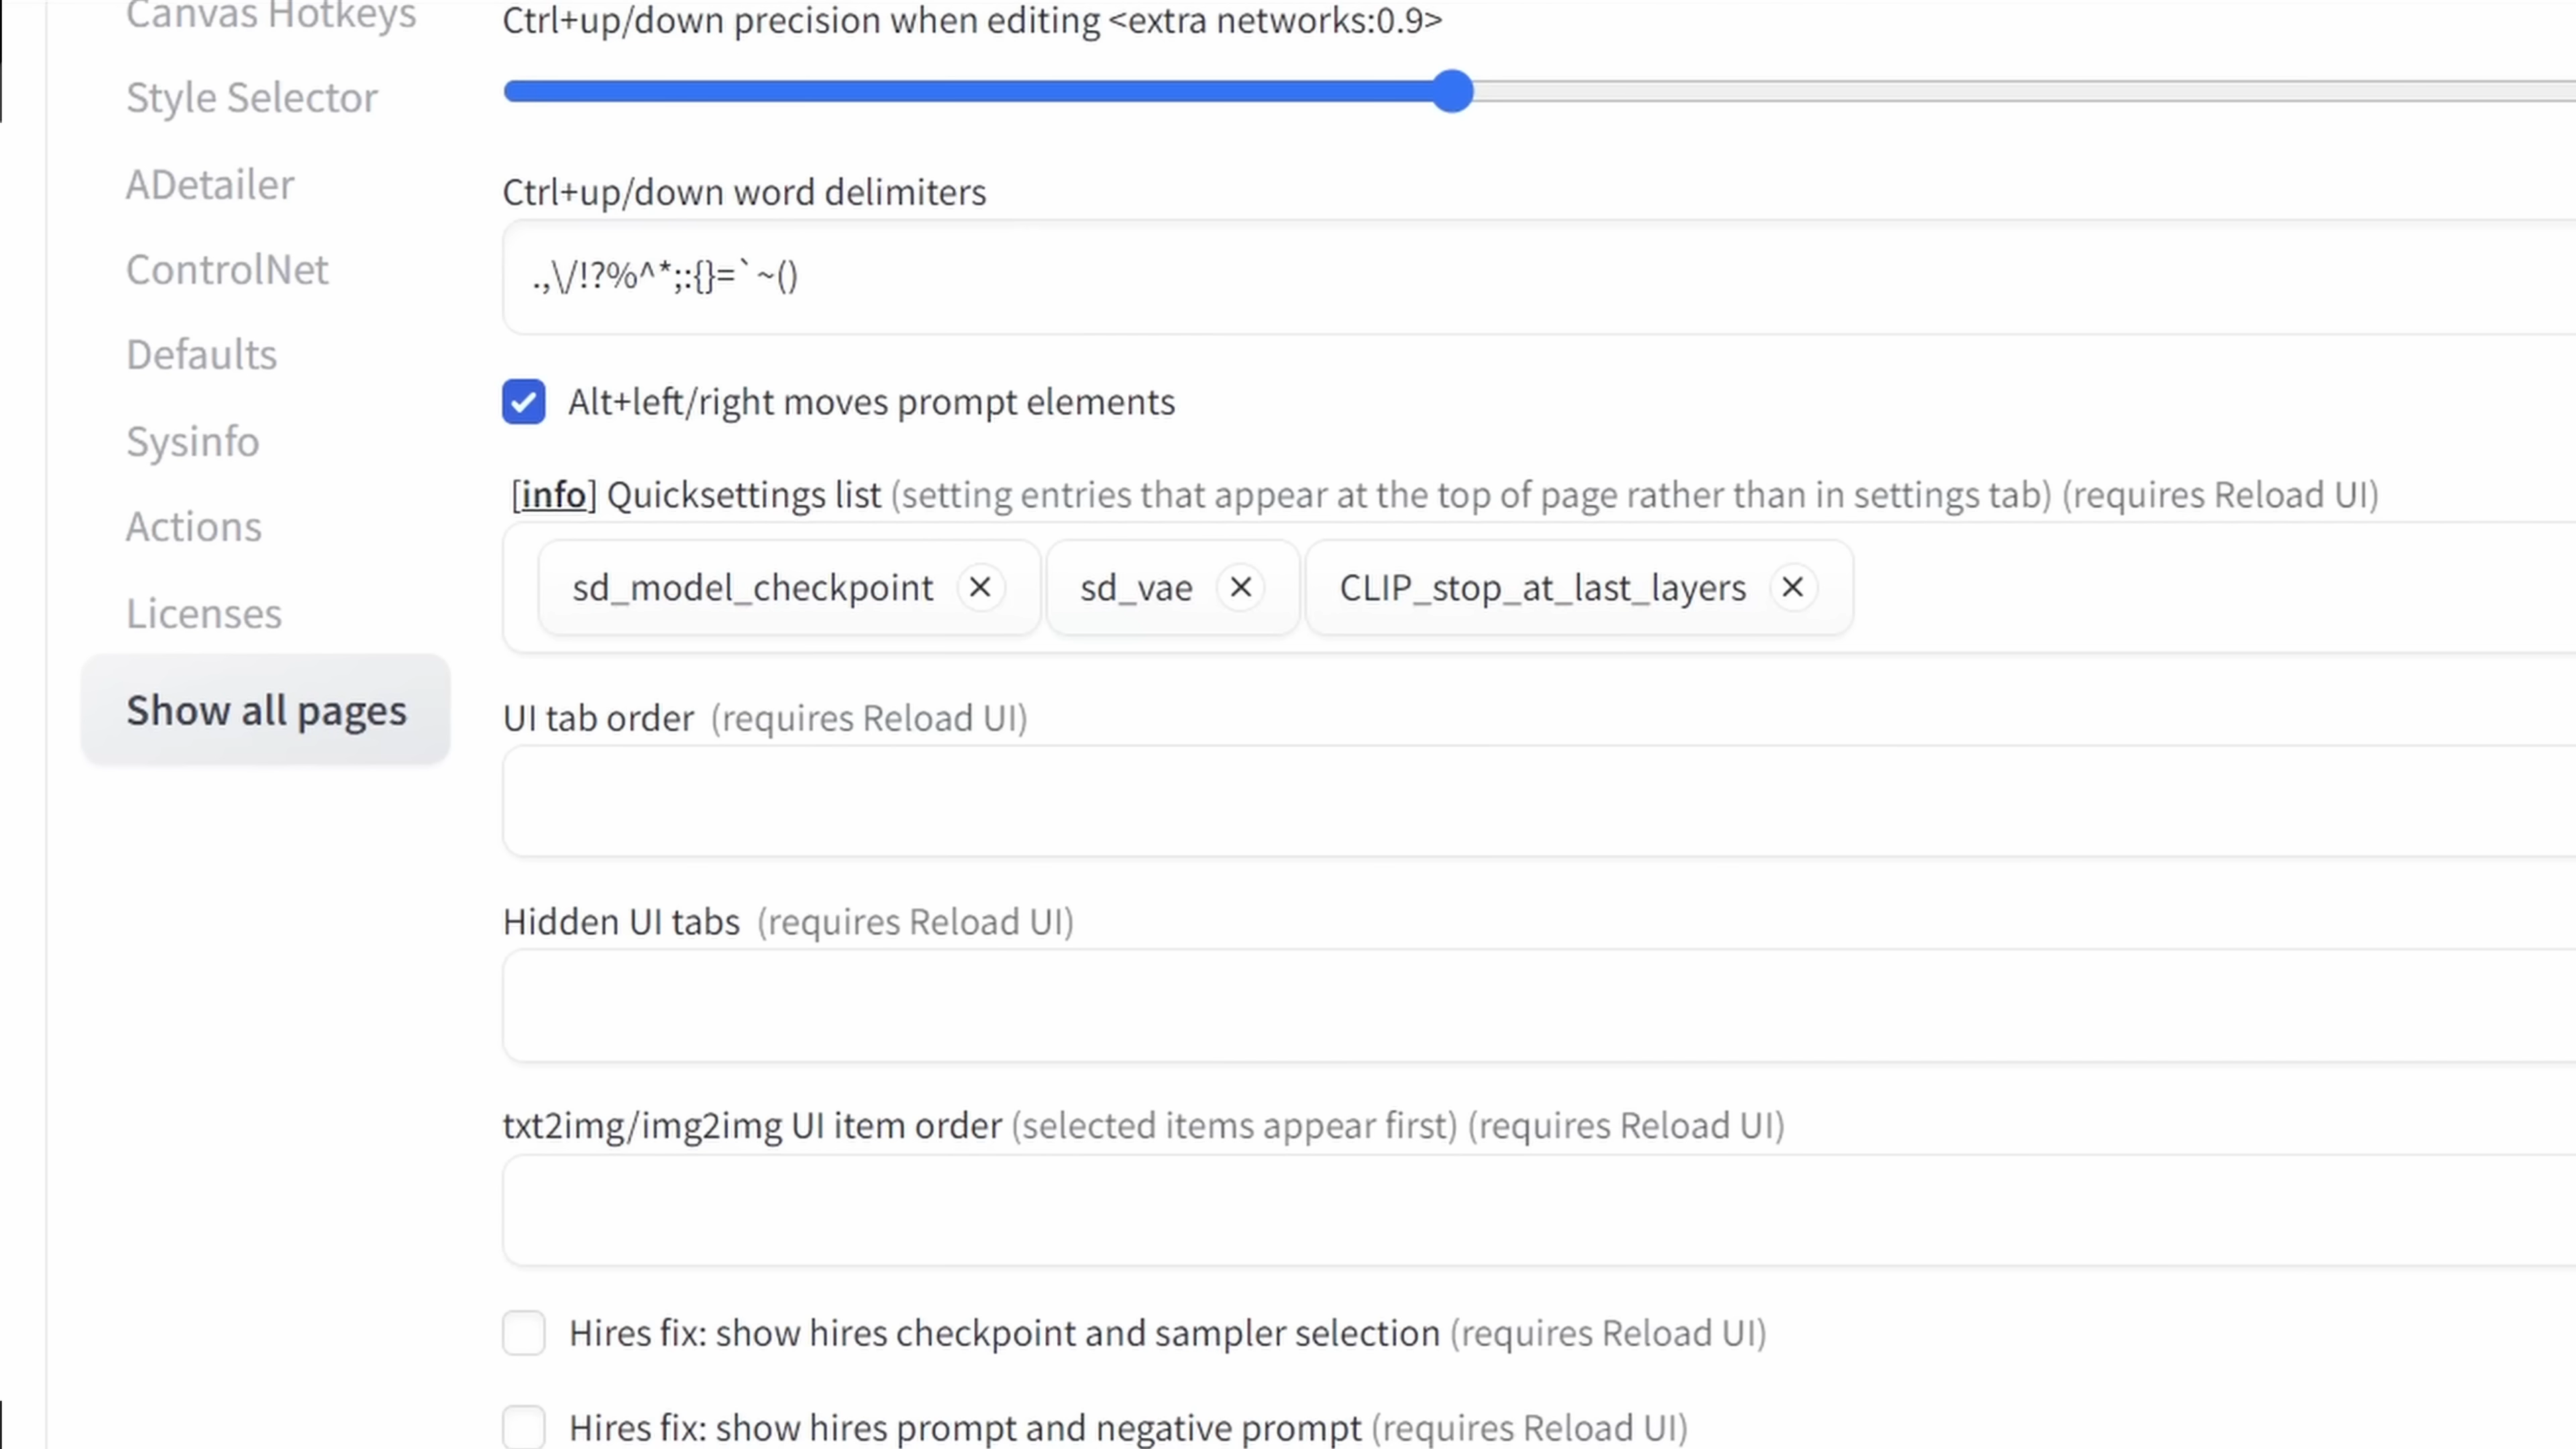 Canvas Hotkeys
Style Selector
ADetailer
ControlNet
Defaults
Sysinfo
Actions
Licenses
Show all pages
Ctrl+up/down precision when editing <extra networks:0.9>
Ctrl+up/down word delimiters
.,\/!?%^*;:{}=`~()
Alt+left/right moves prompt elements
[info] Quicksettings list (setting entries that appear at the top of page rather than in settings tab) (requires Reload UI)
sd_model_checkpoint × sd_vae × CLIP_stop_at_last_layers ×
UI tab order (requires Reload UI)
Hidden UI tabs (requires Reload UI)
txt2img/img2img UI item order (selected items appear first) (requires Reload UI)
Hires fix: show hires checkpoint and sampler selection (requires Reload UI)
Hires fix: show hires prompt and negative prompt (requires Reload UI)